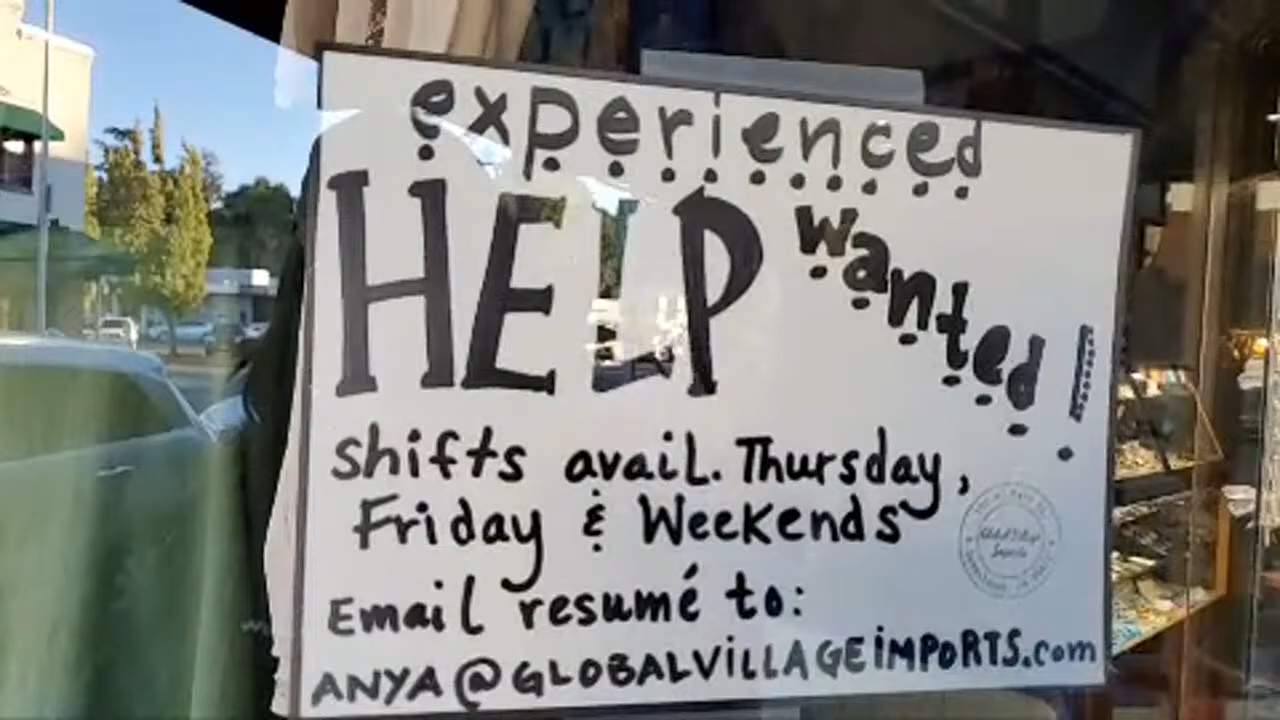 experienced
HELP wanted!
shifts avail. Thursday,
Friday & Weekends
Email resumé to:
ANYA@GLOBALVILLAGEIMPORTS.com